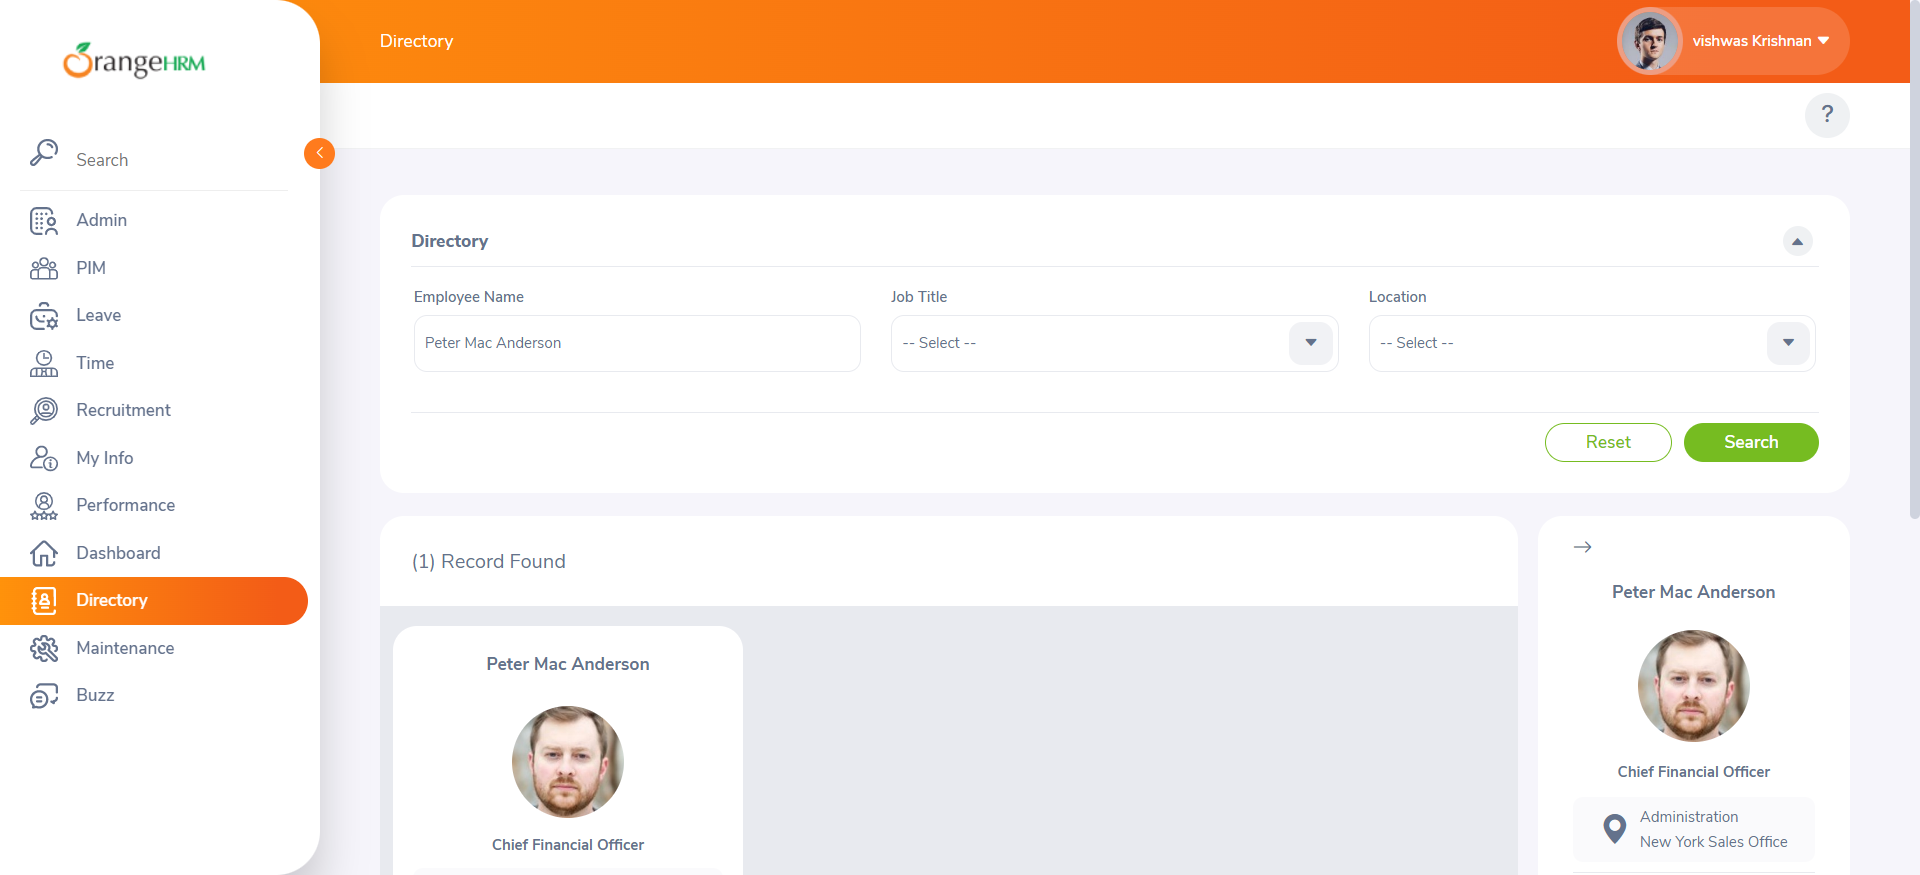 OrangeHRM
Search
Admin
PIM
Leave
Time
Recruitment
My Info
Performance
Dashboard
Directory
Maintenance
Buzz
Directory
vishwas Krishnan
?
Directory
Employee Name
Job Title
Location
Peter Mac Anderson
-- Select --
-- Select --
Reset
Search
(1) Record Found
Peter Mac Anderson
Chief Financial Officer
Peter Mac Anderson
Chief Financial Officer
Administration
New York Sales Office